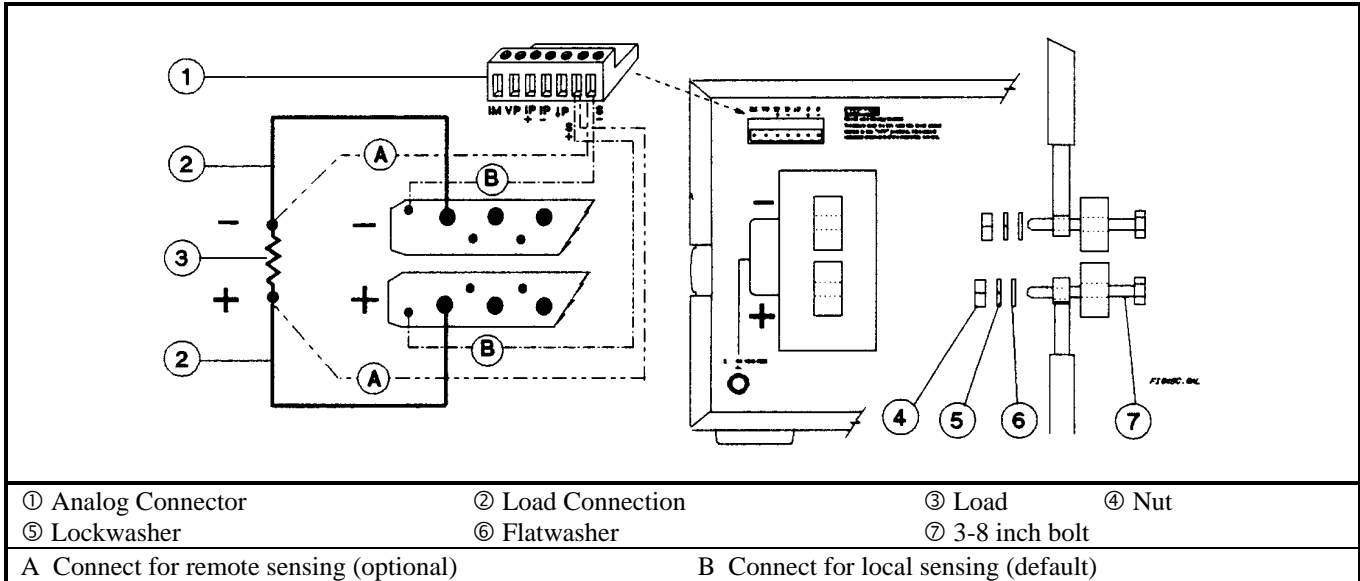 ①
IM VP IP IP ↓P S
+ −
S
+
②
A
B
−
−
③
+
+
B
②
A
−
+
④ ⑤ ⑥ ⑦
① Analog Connector ② Load Connection ③ Load ④ Nut
⑤ Lockwasher ⑥ Flatwasher ⑦ 3-8 inch bolt
A Connect for remote sensing (optional) B Connect for local sensing (default)